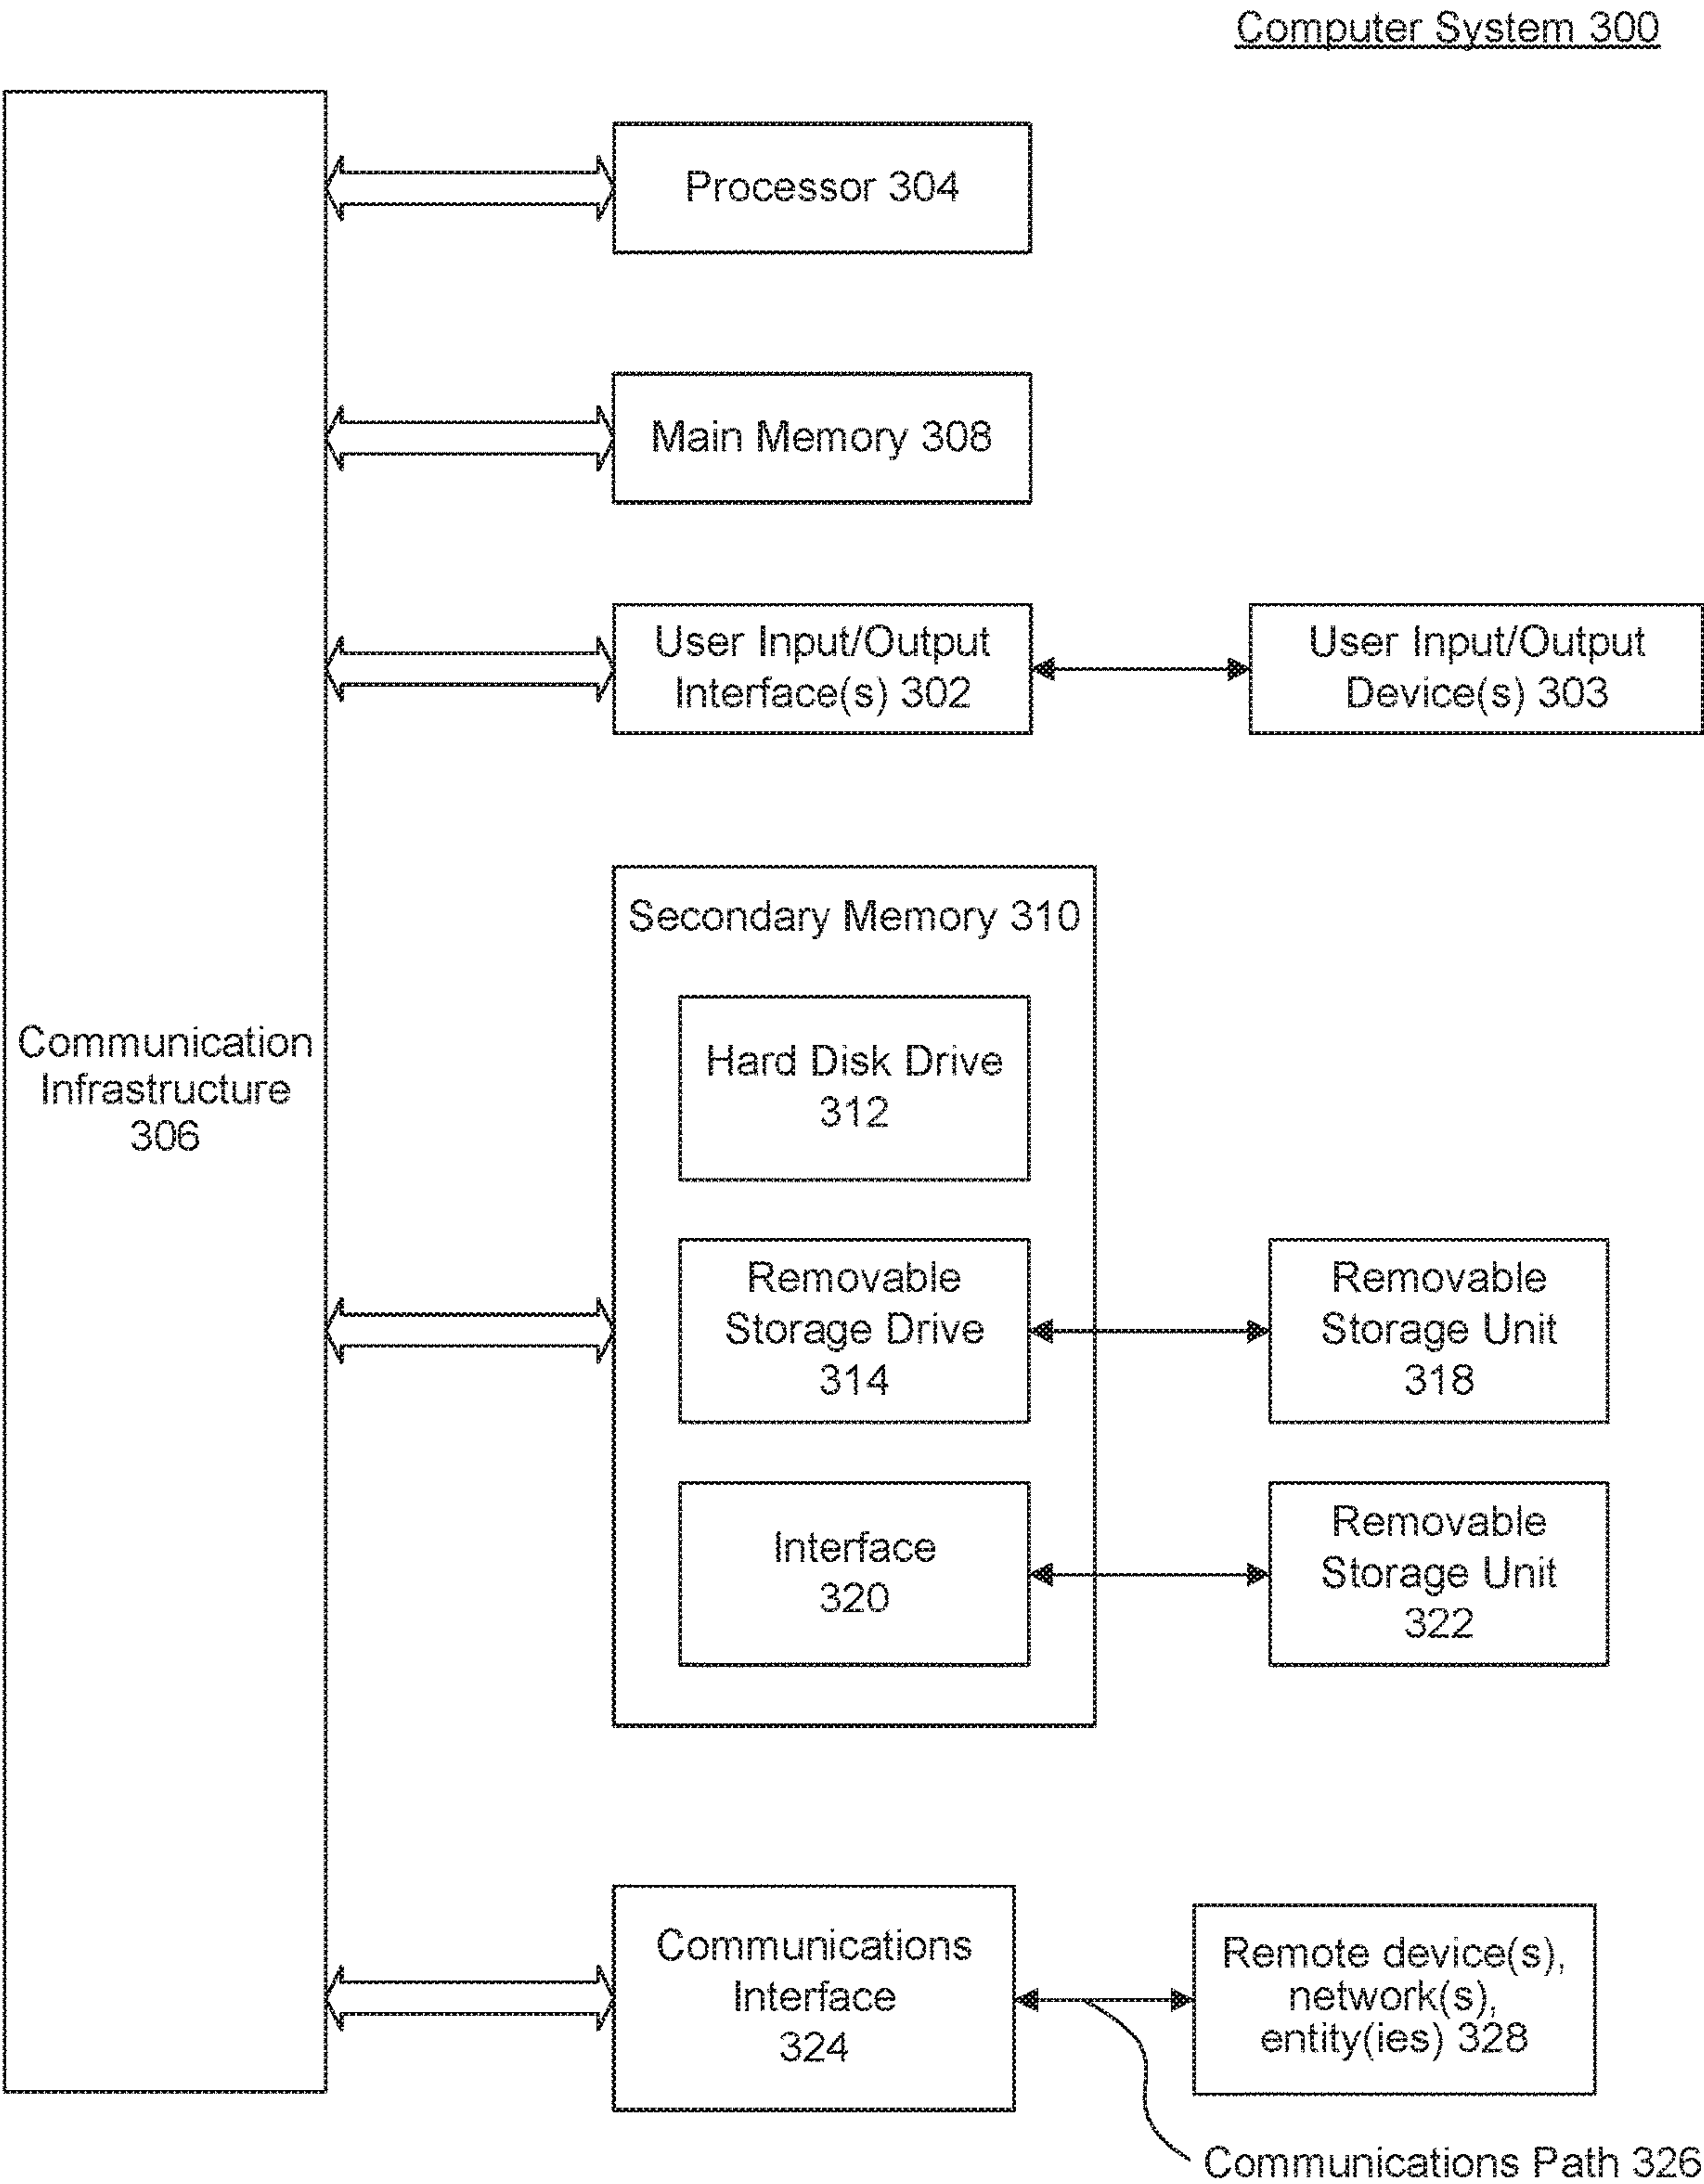 Computer System 300
Processor 304
Main Memory 308
User Input/Output
Interface(s) 302
User Input/Output
Device(s) 303
Communication
Infrastructure
306
Secondary Memory 310
Hard Disk Drive
312
Removable
Storage Drive
314
Removable
Storage Unit
318
Interface
320
Removable
Storage Unit
322
Communications
Interface
324
Remote device(s),
network(s),
entity(ies) 328
Communications Path 326